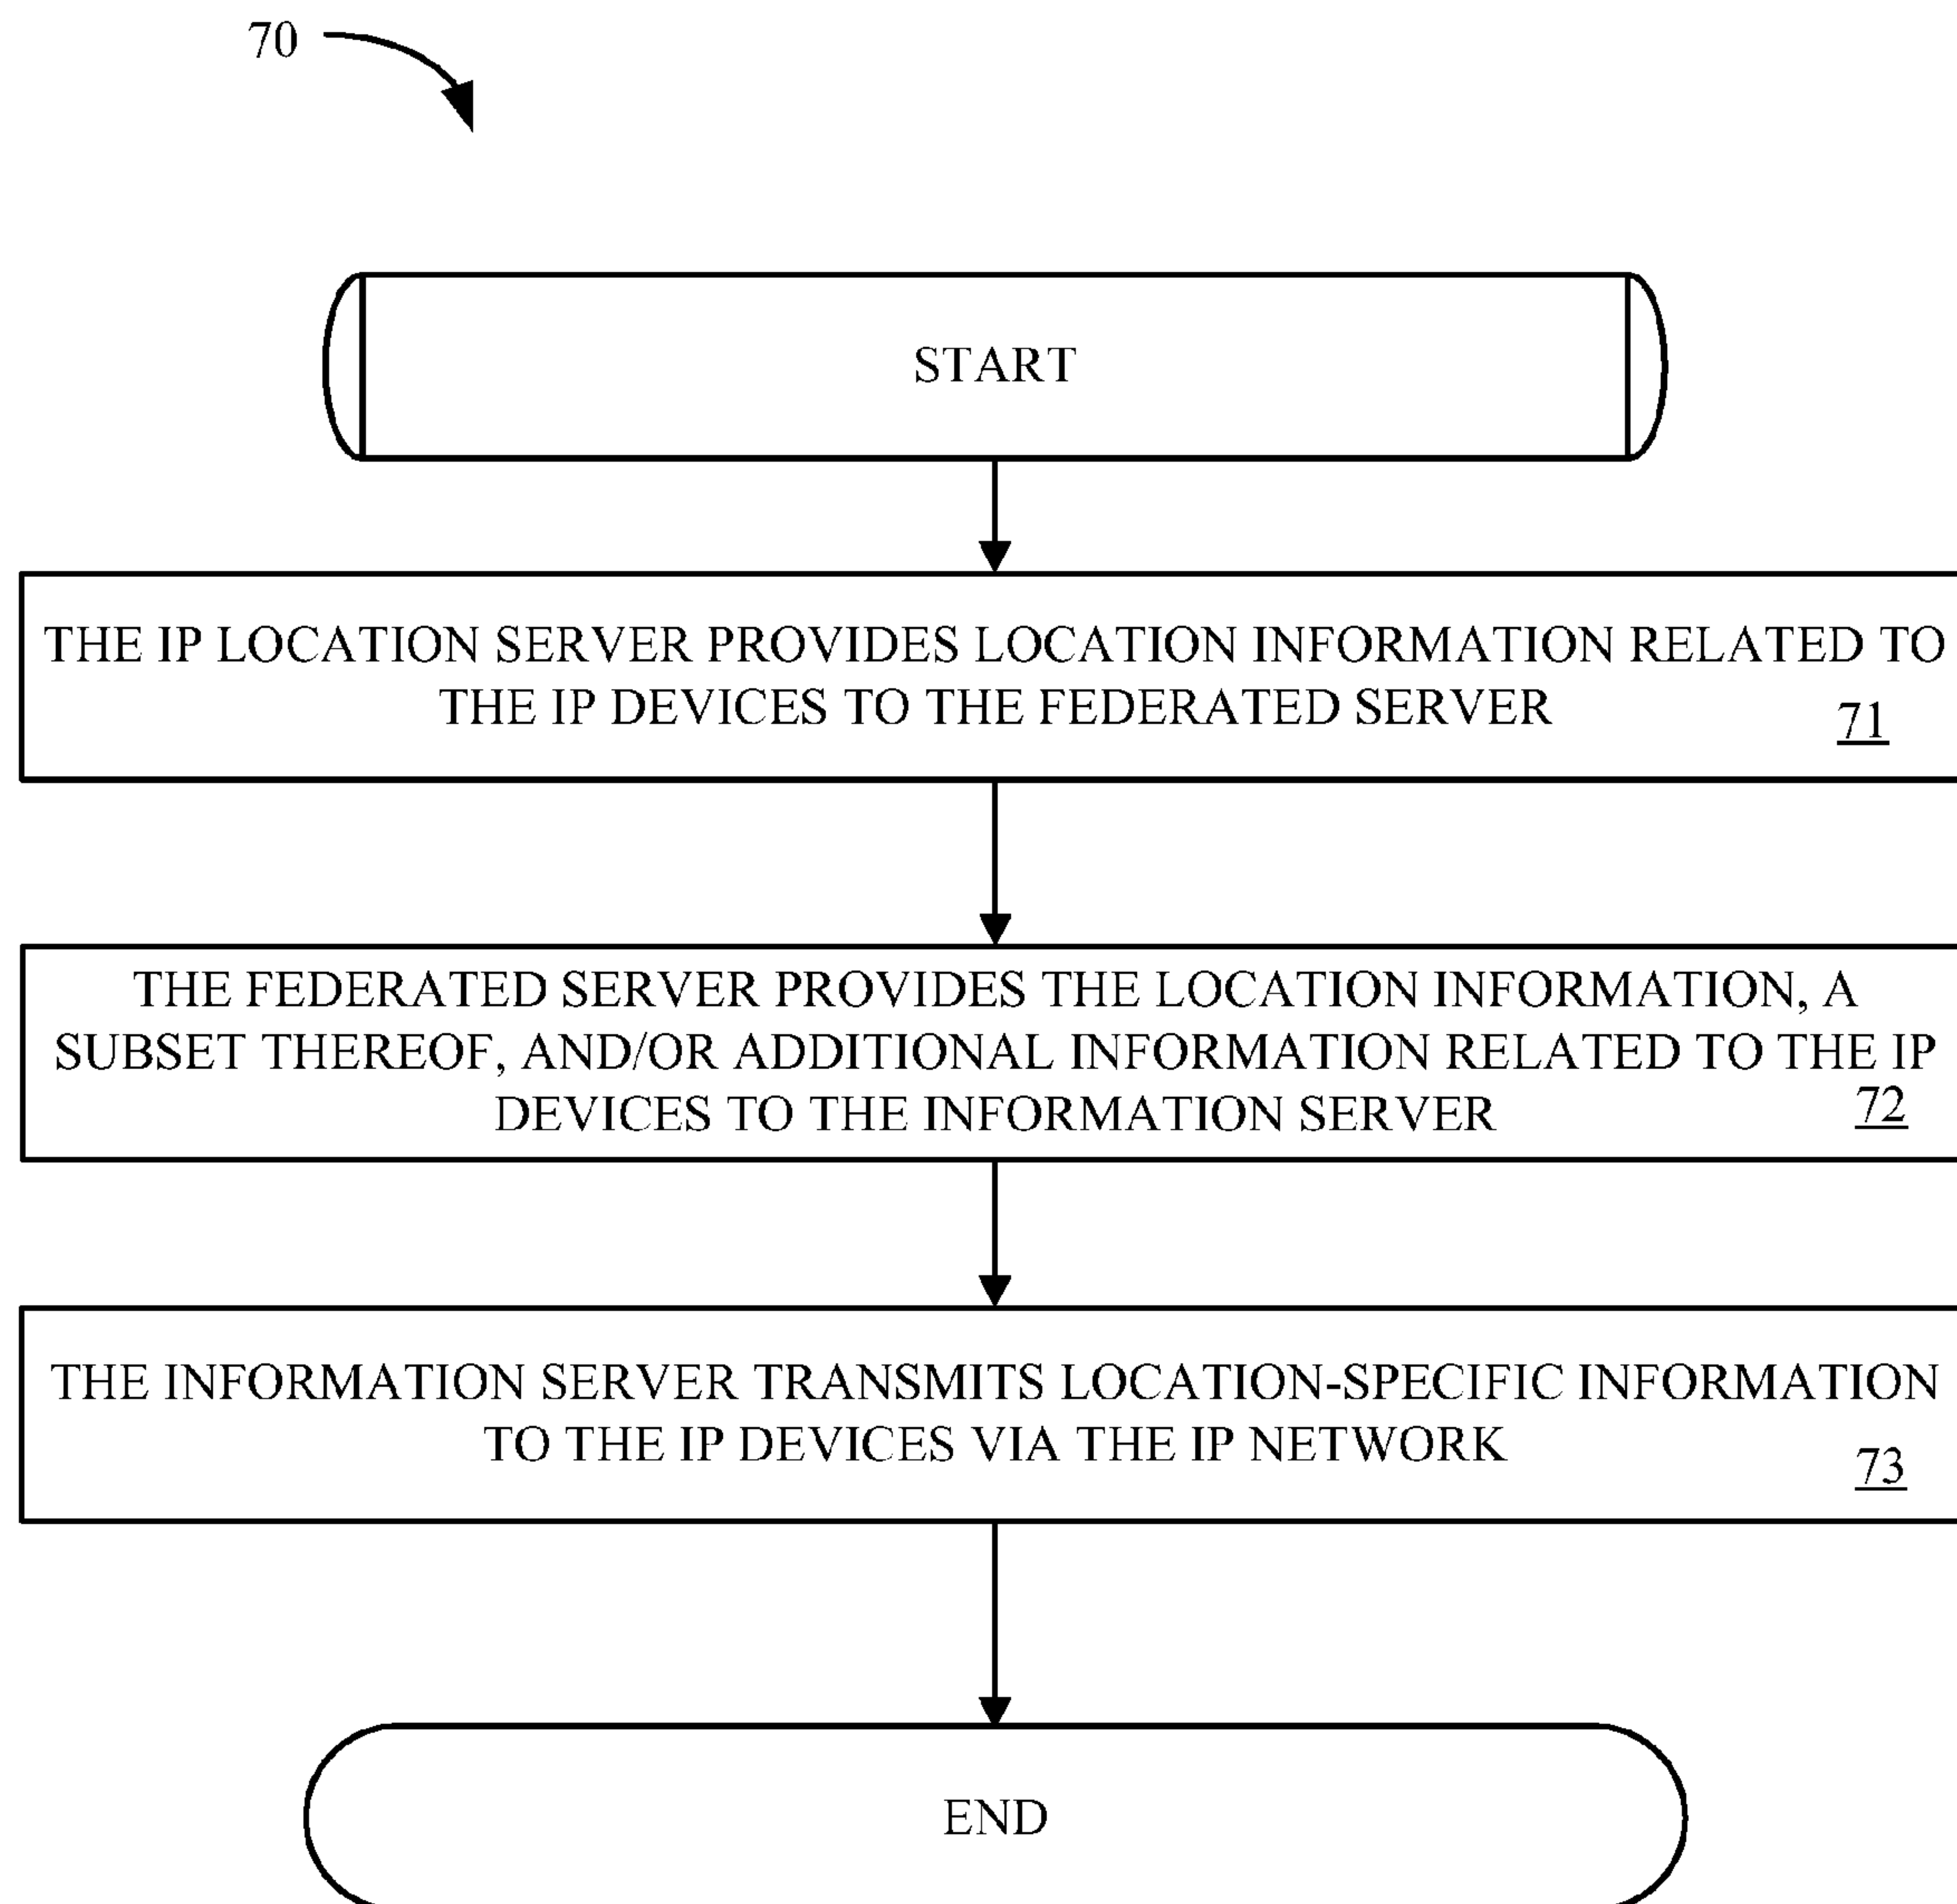 70
START
THE IP LOCATION SERVER PROVIDES LOCATION INFORMATION RELATED TO
THE IP DEVICES TO THE FEDERATED SERVER
71
THE FEDERATED SERVER PROVIDES THE LOCATION INFORMATION, A
SUBSET THEREOF, AND/OR ADDITIONAL INFORMATION RELATED TO THE IP
DEVICES TO THE INFORMATION SERVER
72
THE INFORMATION SERVER TRANSMITS LOCATION-SPECIFIC INFORMATION
TO THE IP DEVICES VIA THE IP NETWORK
73
END